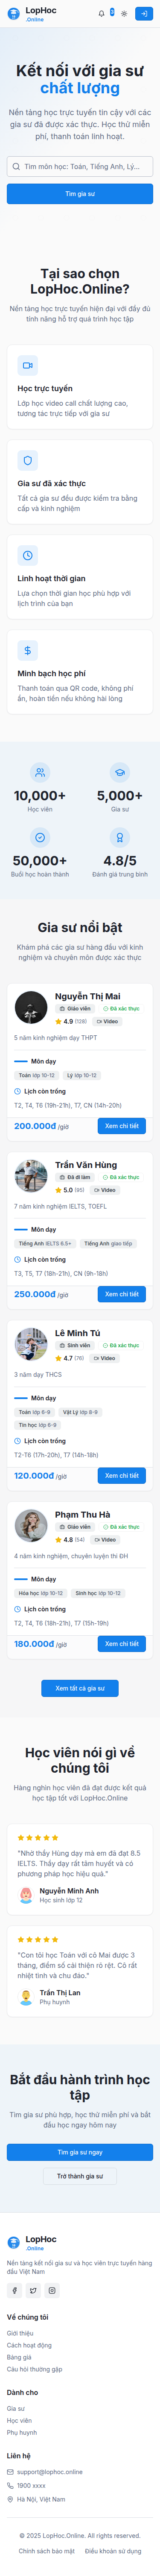 LopHoc
.Online
Kết nối với gia sư
chất lượng
Nền tảng học trực tuyến tin cậy với các
gia sư đã được xác thực. Học thử miễn
phí, thanh toán linh hoạt.
Tìm môn học: Toán, Tiếng Anh, Lý...
Tìm gia sư
Tại sao chọn
LopHoc.Online?
Nền tảng học trực tuyến hiện đại với đầy đủ
tính năng hỗ trợ quá trình học tập
Học trực tuyến
Lớp học video call chất lượng cao,
tương tác trực tiếp với gia sư
Gia sư đã xác thực
Tất cả gia sư đều được kiểm tra bằng
cấp và kinh nghiệm
Linh hoạt thời gian
Lựa chọn thời gian học phù hợp với
lịch trình của bạn
Minh bạch học phí
Thanh toán qua QR code, không phí
ẩn, hoàn tiền nếu không hài lòng
10,000+
Học viên
5,000+
Gia sư
50,000+
Buổi học hoàn thành
4.8/5
Đánh giá trung bình
Gia sư nổi bật
Khám phá các gia sư hàng đầu với kinh
nghiệm và chuyên môn được xác thực
Nguyễn Thị Mai
Giáo viên
Đã xác thực
4.9 (128)
Video
5 năm kinh nghiệm dạy THPT
Môn dạy
Toán lớp 10-12
Lý lớp 10-12
Lịch còn trống
T2, T4, T6 (19h-21h), T7, CN (14h-20h)
200.000đ /giờ
Xem chi tiết
Trần Văn Hùng
Đã đi làm
Đã xác thực
5.0 (95)
Video
7 năm kinh nghiệm IELTS, TOEFL
Môn dạy
Tiếng Anh IELTS 6.5+
Tiếng Anh giao tiếp
Lịch còn trống
T3, T5, T7 (18h-21h), CN (9h-18h)
250.000đ /giờ
Xem chi tiết
Lê Minh Tú
Sinh viên
Đã xác thực
4.7 (76)
Video
3 năm dạy THCS
Môn dạy
Toán lớp 6-9
Vật Lý lớp 8-9
Tin học lớp 6-9
Lịch còn trống
T2-T6 (17h-20h), T7 (14h-18h)
120.000đ /giờ
Xem chi tiết
Phạm Thu Hà
Giáo viên
Đã xác thực
4.8 (54)
Video
4 năm kinh nghiệm, chuyên luyện thi ĐH
Môn dạy
Hóa học lớp 10-12
Sinh học lớp 10-12
Lịch còn trống
T2, T4, T6 (18h-21h), T7 (15h-19h)
180.000đ /giờ
Xem chi tiết
Xem tất cả gia sư
Học viên nói gì về
chúng tôi
Hàng nghìn học viên đã đạt được kết quả
học tập tốt với LopHoc.Online
"Nhờ thầy Hùng dạy mà em đã đạt 8.5
IELTS. Thầy dạy rất tâm huyết và có
phương pháp học hiệu quả."
Nguyễn Minh Anh
Học sinh lớp 12
"Con tôi học Toán với cô Mai được 3
tháng, điểm số cải thiện rõ rệt. Cô rất
nhiệt tình và chu đáo."
Trần Thị Lan
Phụ huynh
Bắt đầu hành trình học
tập
Tìm gia sư phù hợp, học thử miễn phí và bắt
đầu học ngay hôm nay
Tìm gia sư ngay
Trở thành gia sư
LopHoc
.Online
Nền tảng kết nối gia sư và học viên trực tuyến hàng
đầu Việt Nam
Về chúng tôi
Giới thiệu
Cách hoạt động
Bảng giá
Câu hỏi thường gặp
Dành cho
Gia sư
Học viên
Phụ huynh
Liên hệ
support@lophoc.online
1900 xxxx
Hà Nội, Việt Nam
© 2025 LopHoc.Online. All rights reserved.
Chính sách bảo mật
Điều khoản sử dụng